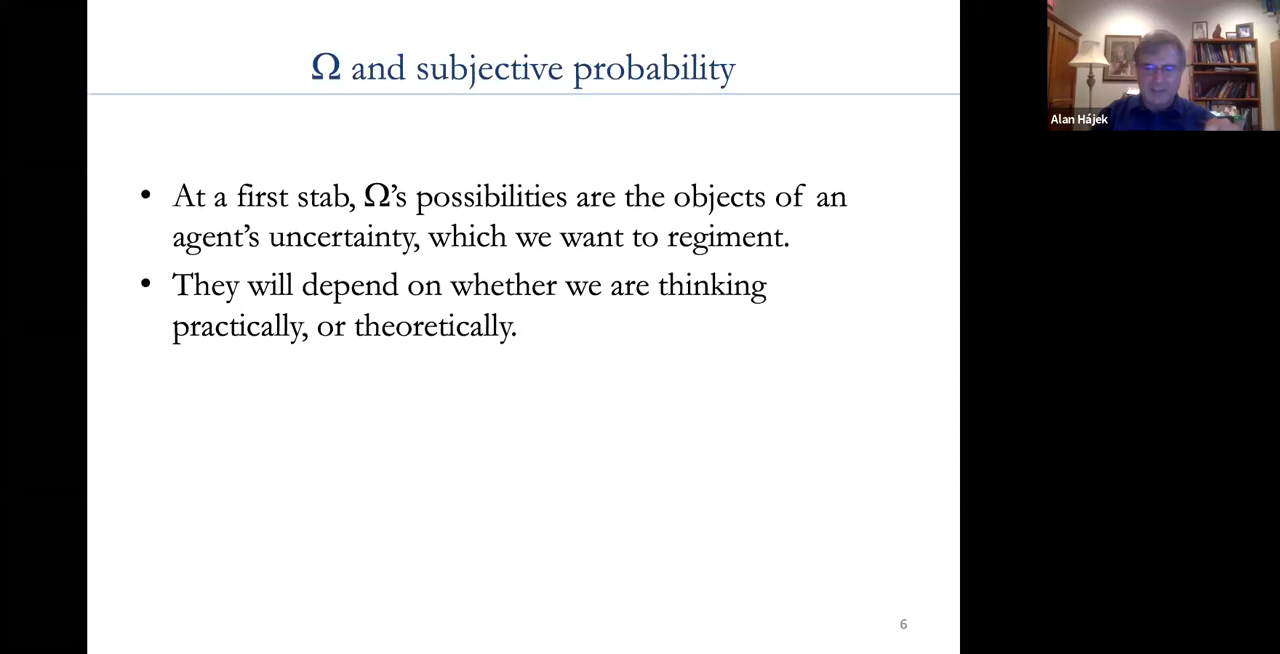 Ω and subjective probability
• At a first stab, Ω’s possibilities are the objects of an
agent’s uncertainty, which we want to regiment.
• They will depend on whether we are thinking
practically, or theoretically.
6
Alan Hájek